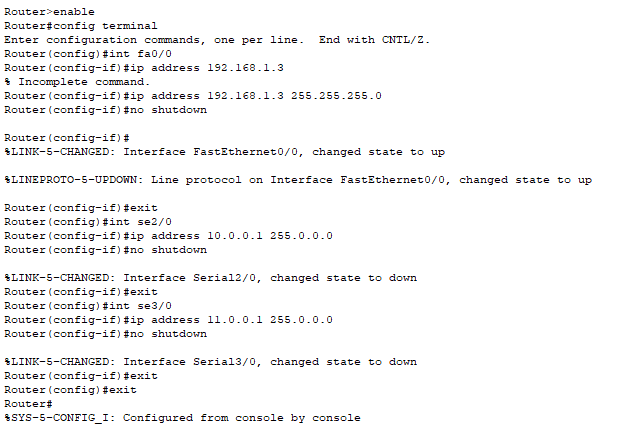 Router>enable
Router#config terminal
Enter configuration commands, one per line.  End with CNTL/Z.
Router(config)#int fa0/0
Router(config-if)#ip address 192.168.1.3
% Incomplete command.
Router(config-if)#ip address 192.168.1.3 255.255.255.0
Router(config-if)#no shutdown
Router(config-if)#
%LINK-5-CHANGED: Interface FastEthernet0/0, changed state to up
%LINEPROTO-5-UPDOWN: Line protocol on Interface FastEthernet0/0, changed state to up
Router(config-if)#exit
Router(config)#int se2/0
Router(config-if)#ip address 10.0.0.1 255.0.0.0
Router(config-if)#no shutdown
%LINK-5-CHANGED: Interface Serial2/0, changed state to down
Router(config-if)#exit
Router(config)#int se3/0
Router(config-if)#ip address 11.0.0.1 255.0.0.0
Router(config-if)#no shutdown
%LINK-5-CHANGED: Interface Serial3/0, changed state to down
Router(config-if)#exit
Router(config)#exit
Router#
%SYS-5-CONFIG_I: Configured from console by console